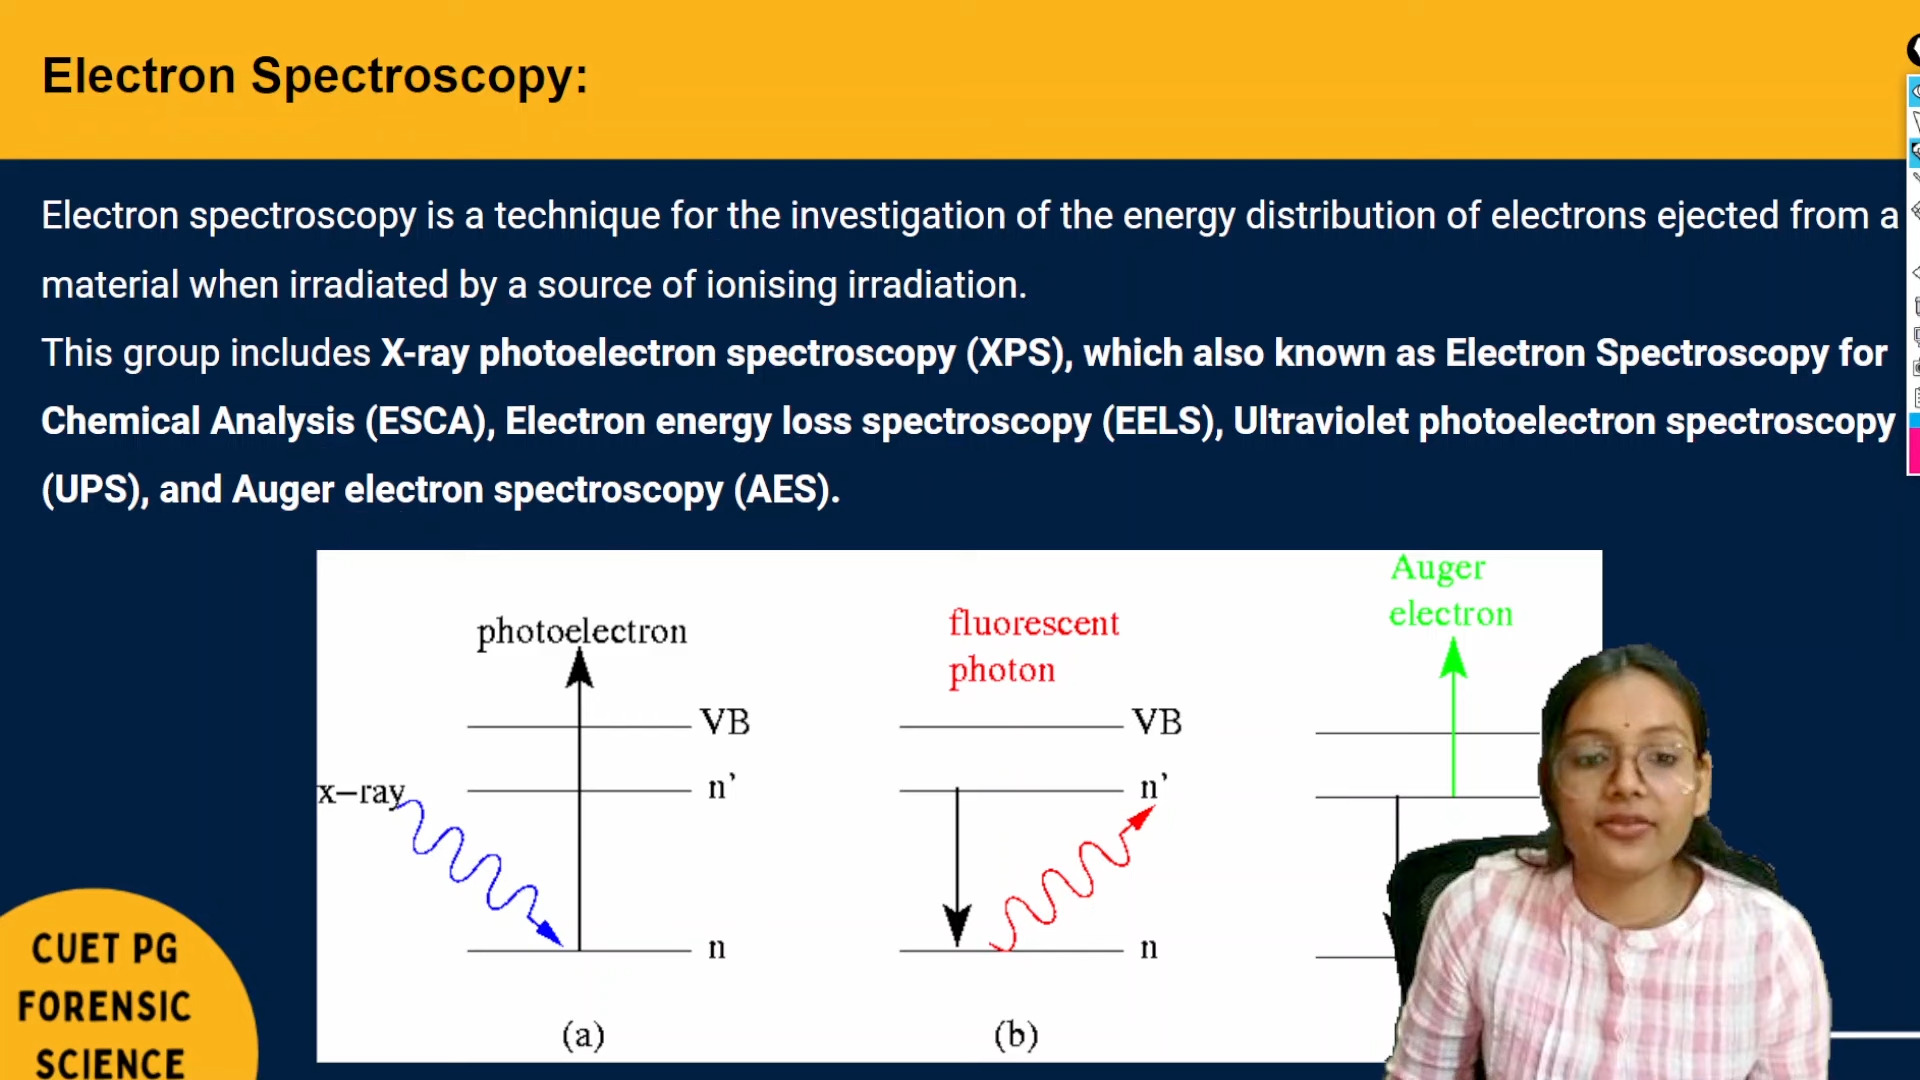 Electron Spectroscopy:
Electron spectroscopy is a technique for the investigation of the energy distribution of electrons ejected from a
material when irradiated by a source of ionising irradiation.
This group includes X-ray photoelectron spectroscopy (XPS), which also known as Electron Spectroscopy for
Chemical Analysis (ESCA), Electron energy loss spectroscopy (EELS), Ultraviolet photoelectron spectroscopy
(UPS), and Auger electron spectroscopy (AES).
photoelectron
VB
n’
x-ray
n
(a)
fluorescent
photon
VB
n’
n
(b)
Auger
electron
CUET PG
FORENSIC
SCIENCE